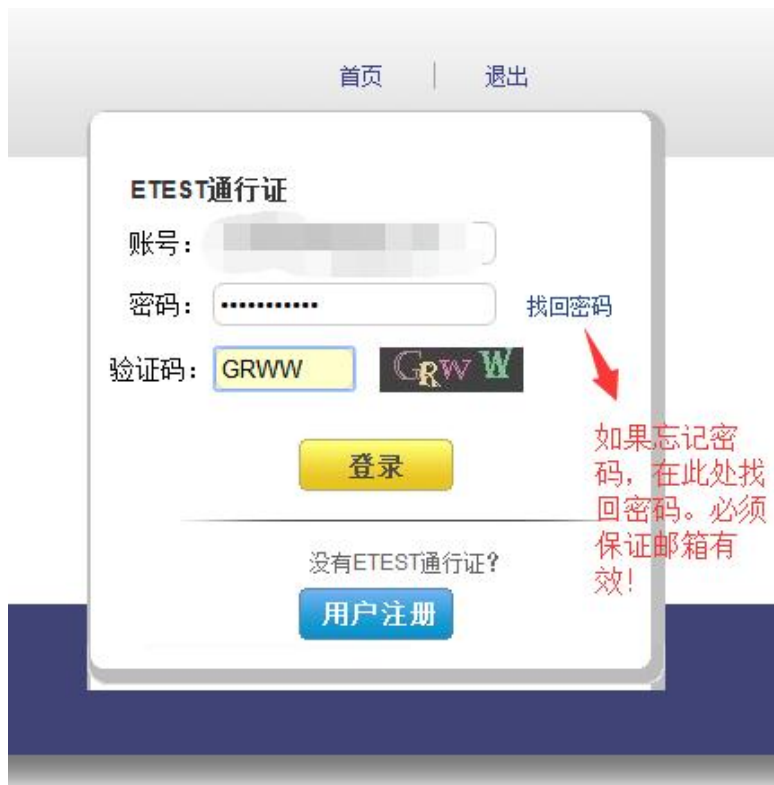 首页 | 退出
ETEST通行证
账号：
密码： ••••••••••• 找回密码
验证码： GRWW GRWW
登录
如果忘记密
码，在此处找
回密码。必须
保证邮箱有
效！
没有ETEST通行证?
用户注册